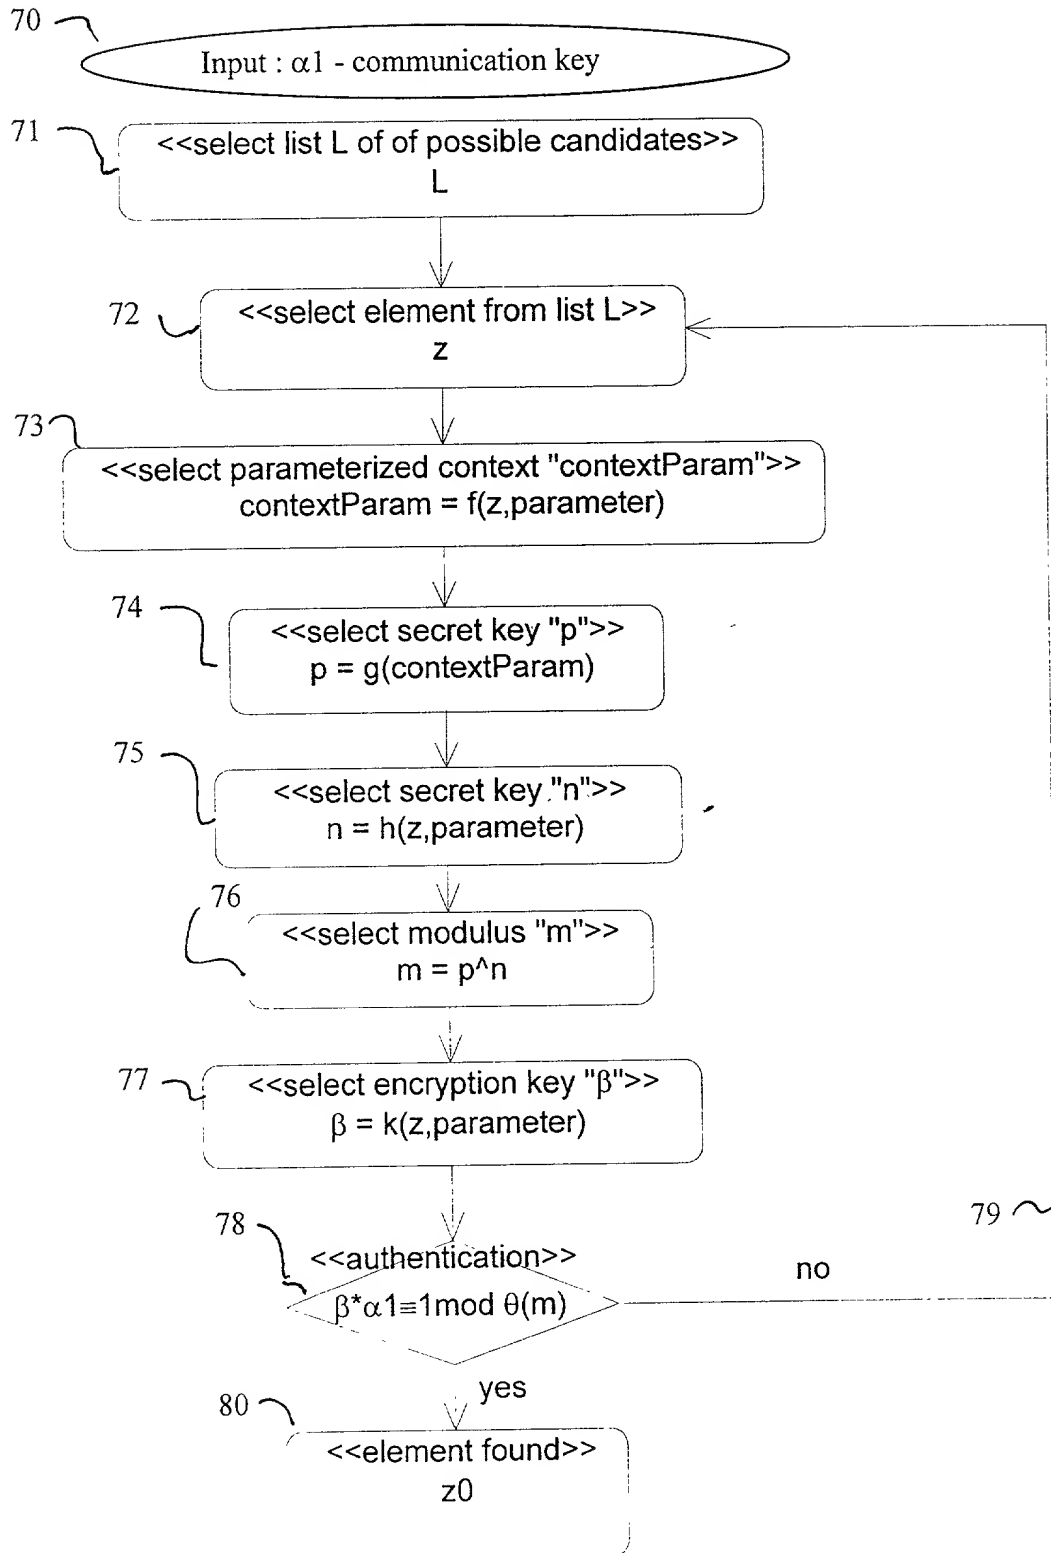 70
Input : α1 - communication key
71
<<select list L of of possible candidates>>
L
72
<<select element from list L>>
z
73
<<select parameterized context "contextParam">>
contextParam = f(z,parameter)
74
<<select secret key "p">>
p = g(contextParam)
75
<<select secret key "n">>
n = h(z,parameter)
76
<<select modulus "m">>
m = p^n
77
<<select encryption key "β">>
β = k(z,parameter)
78
<<authentication>>
79
no
β*α1≡1mod θ(m)
yes
80
<<element found>>
z0